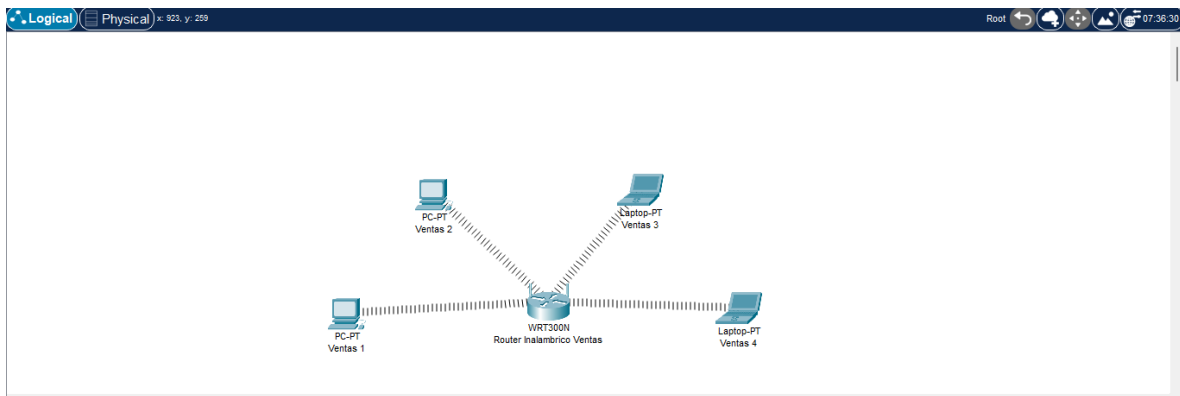 Logical Physical x: 923, y: 259 Root 07:36:30
PC-PT
Ventas 2
Laptop-PT
Ventas 3
PC-PT
Ventas 1
WRT300N
Router Inalambrico Ventas
Laptop-PT
Ventas 4